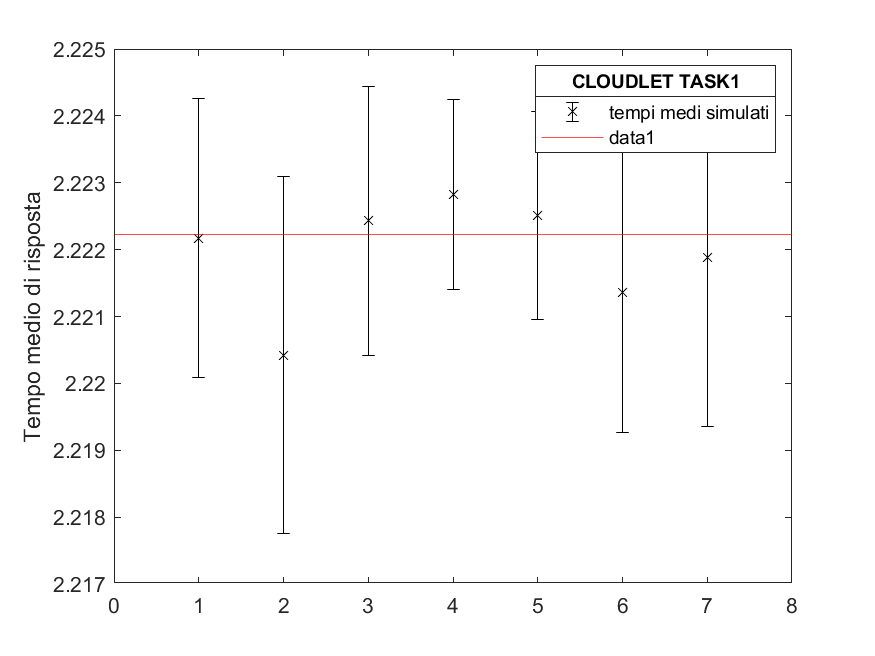 2.225
2.224
2.223
2.222
2.221
2.22
2.219
2.218
2.217
Tempo medio di risposta
CLOUDLET TASK1
tempi medi simulati
data1
0 1 2 3 4 5 6 7 8